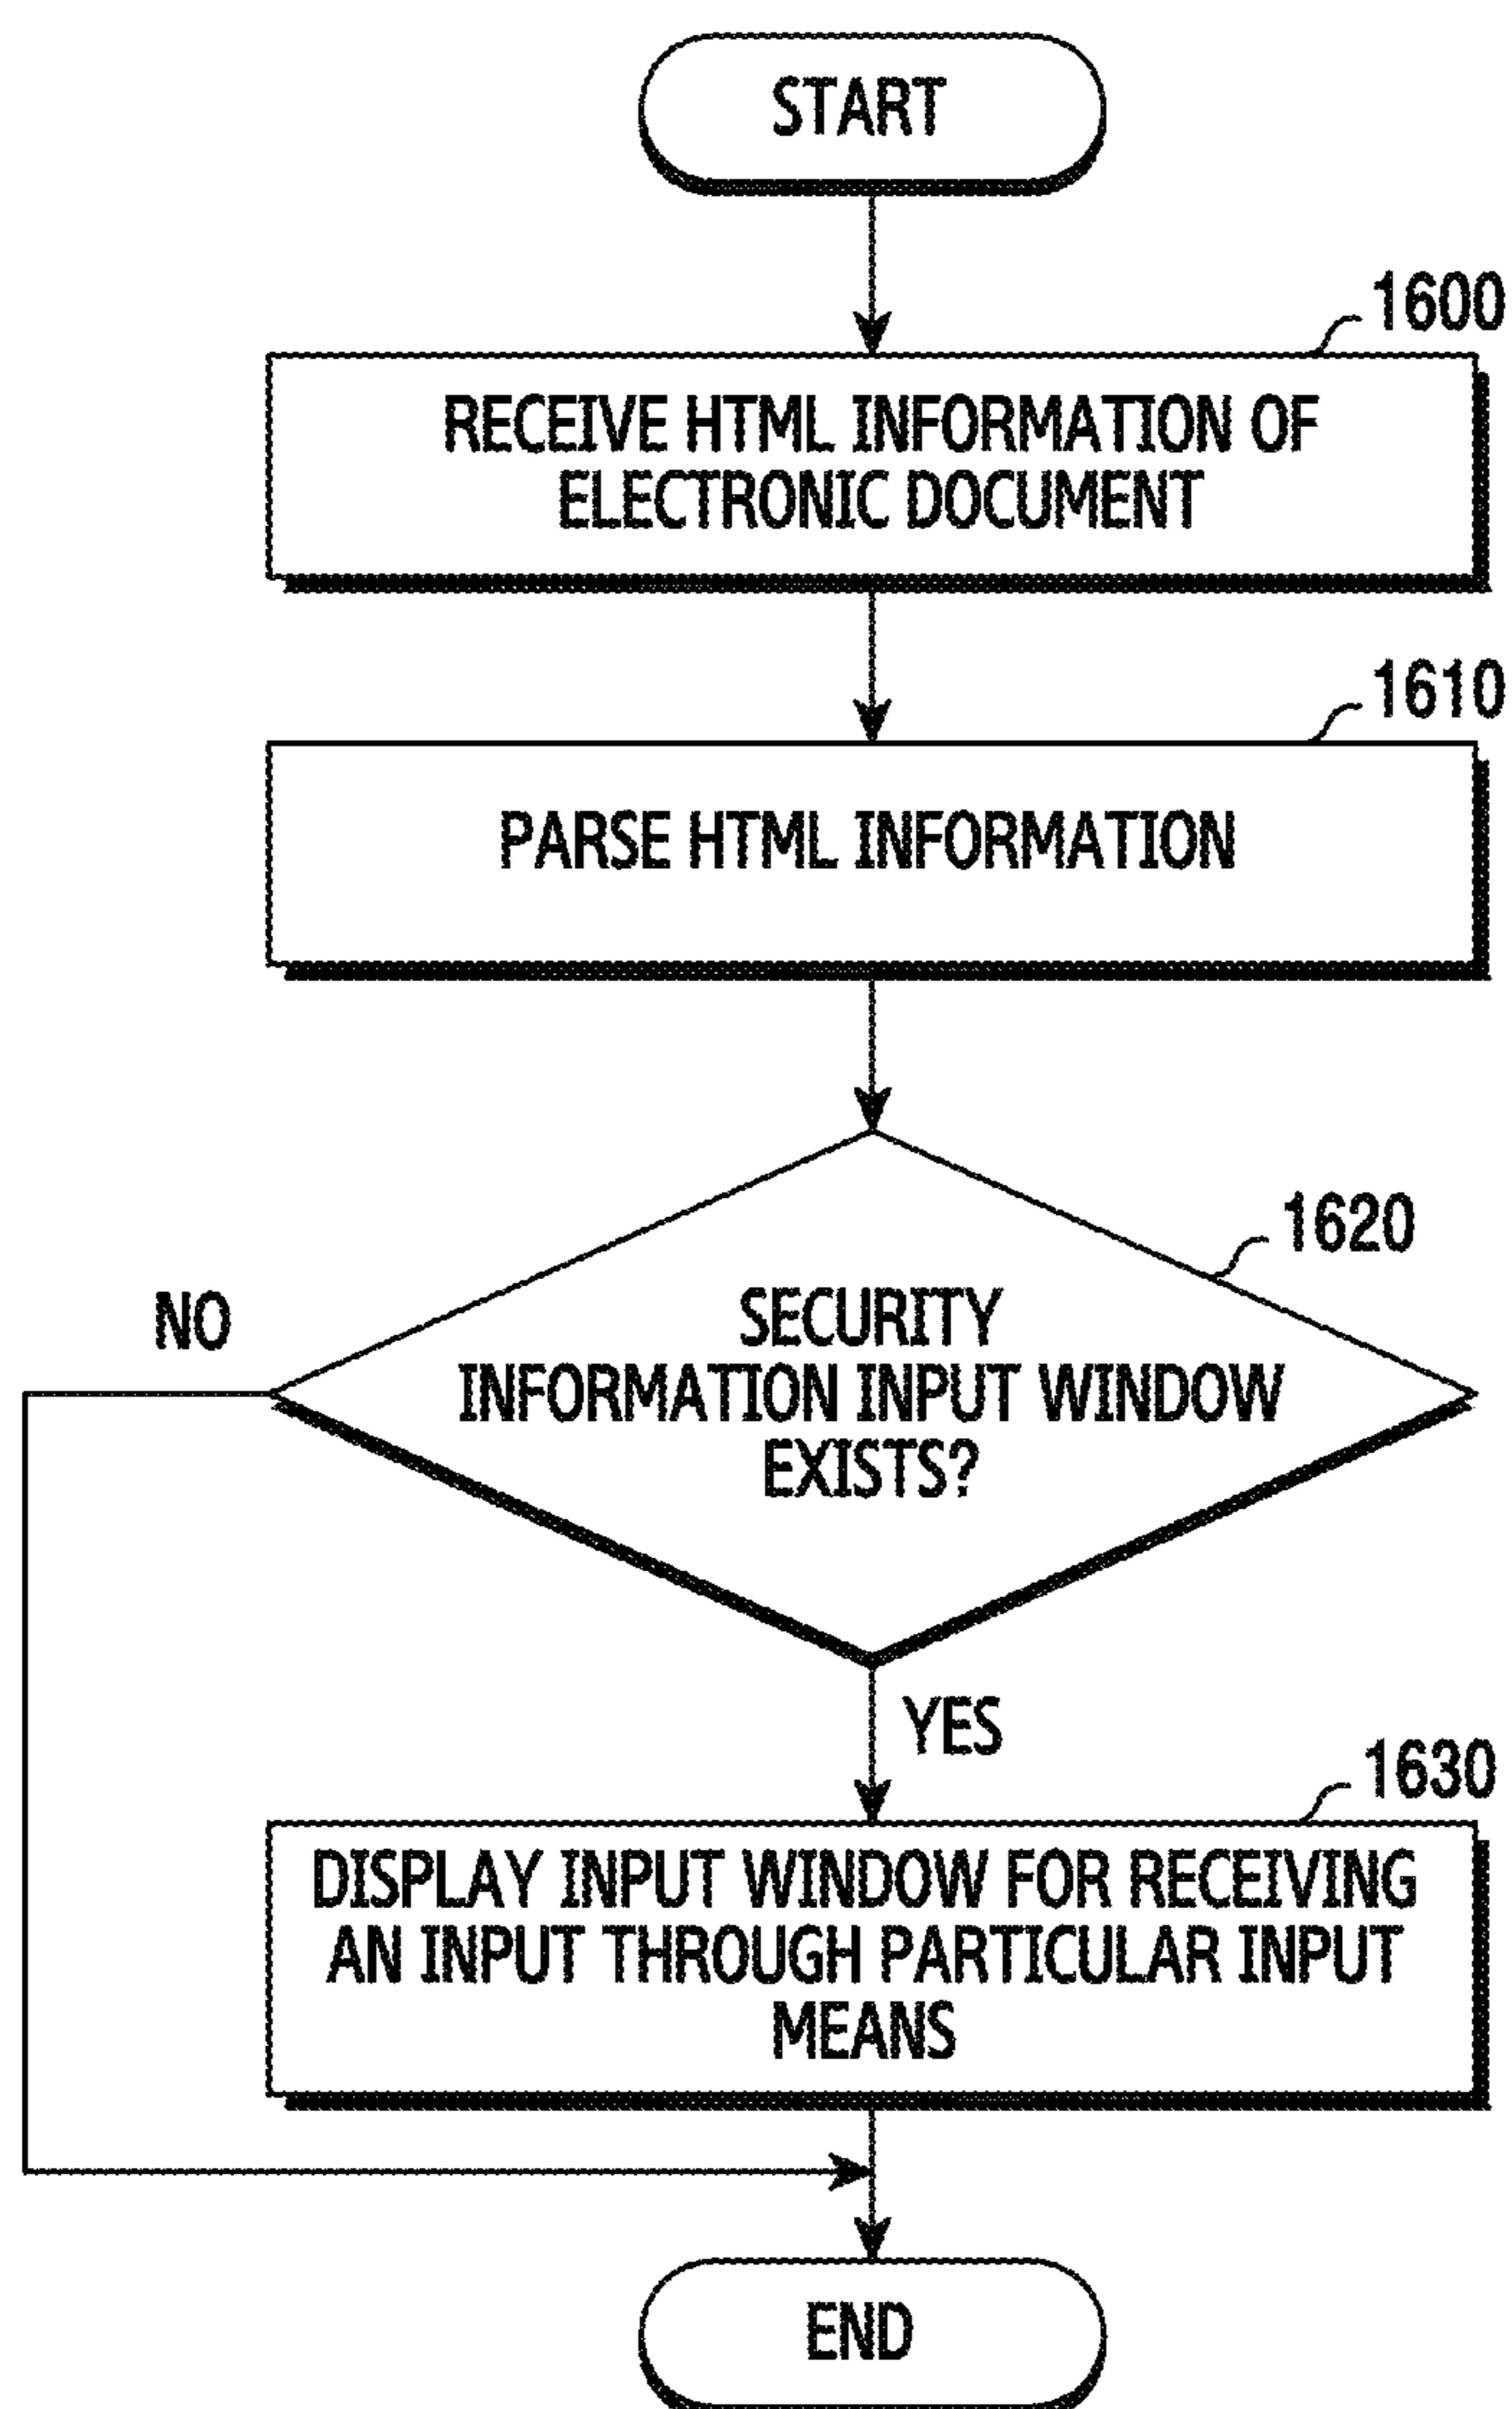 START
1600
RECEIVE HTML INFORMATION OF
ELECTRONIC DOCUMENT
1610
PARSE HTML INFORMATION
1620
NO
SECURITY
INFORMATION INPUT WINDOW
EXISTS?
YES
1630
DISPLAY INPUT WINDOW FOR RECEIVING
AN INPUT THROUGH PARTICULAR INPUT
MEANS
END